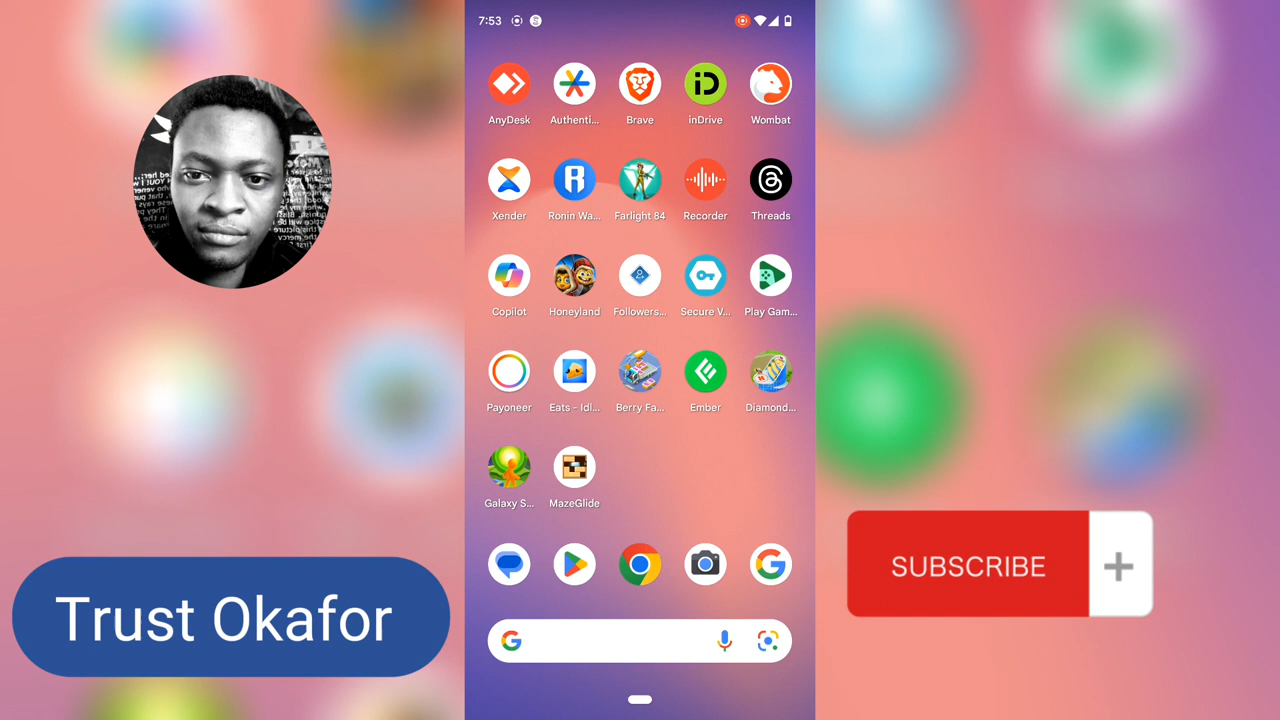 7:53
AnyDesk Authenti... Brave inDrive Wombat
Xender Ronin Wa... Farlight 84 Recorder Threads
Copilot Honeyland Followers... Secure V... Play Gam...
Payoneer Eats - Idl... Berry Fa... Ember Diamond...
Galaxy S... MazeGlide
SUBSCRIBE +
Trust Okafor